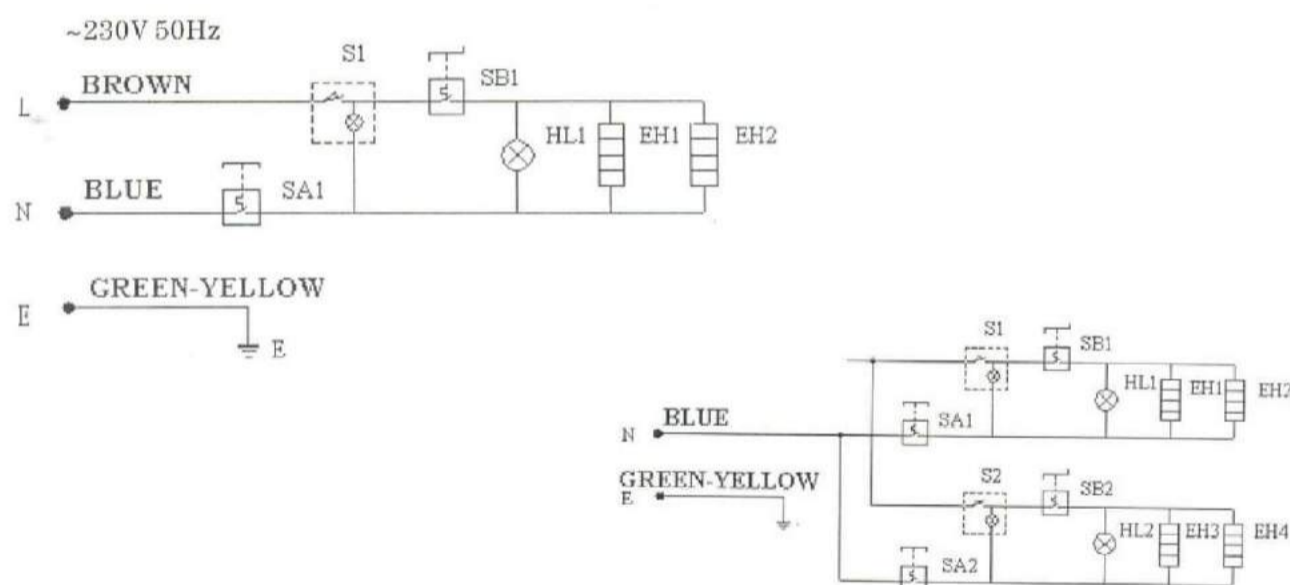 ~230V 50Hz
S1
SB1
BROWN
L
HL1 EH1 EH2
BLUE
SA1
N
GREEN-YELLOW
E
E
S1
SB1
HL1 EH1 EH2
BLUE
N
SA1
GREEN-YELLOW
E
S2
SB2
HL2 EH3 EH4
SA2